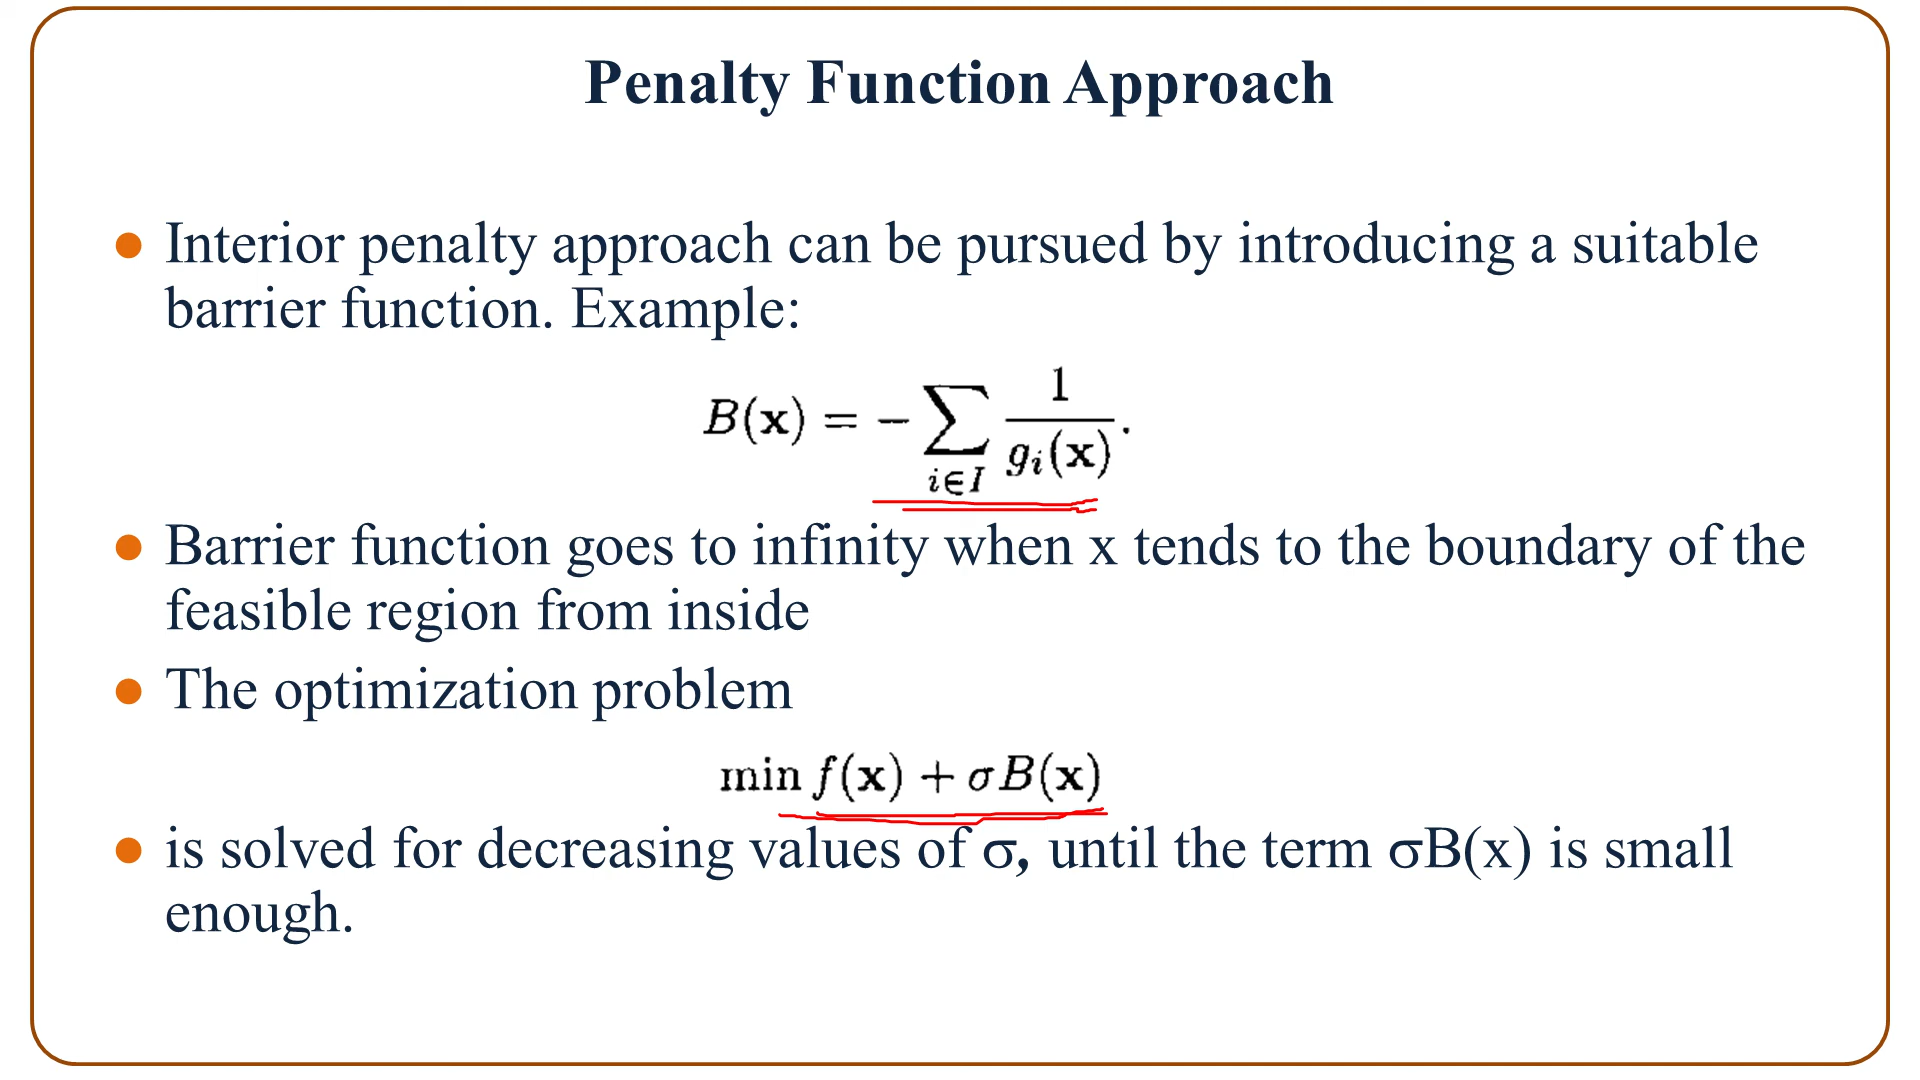 Penalty Function Approach
● Interior penalty approach can be pursued by introducing a suitable
barrier function. Example:
B(x) = − ∑_{i∈I} 1/g_i(x).
● Barrier function goes to infinity when x tends to the boundary of the
feasible region from inside
● The optimization problem
min f(x) + σB(x)
● is solved for decreasing values of σ, until the term σB(x) is small
enough.